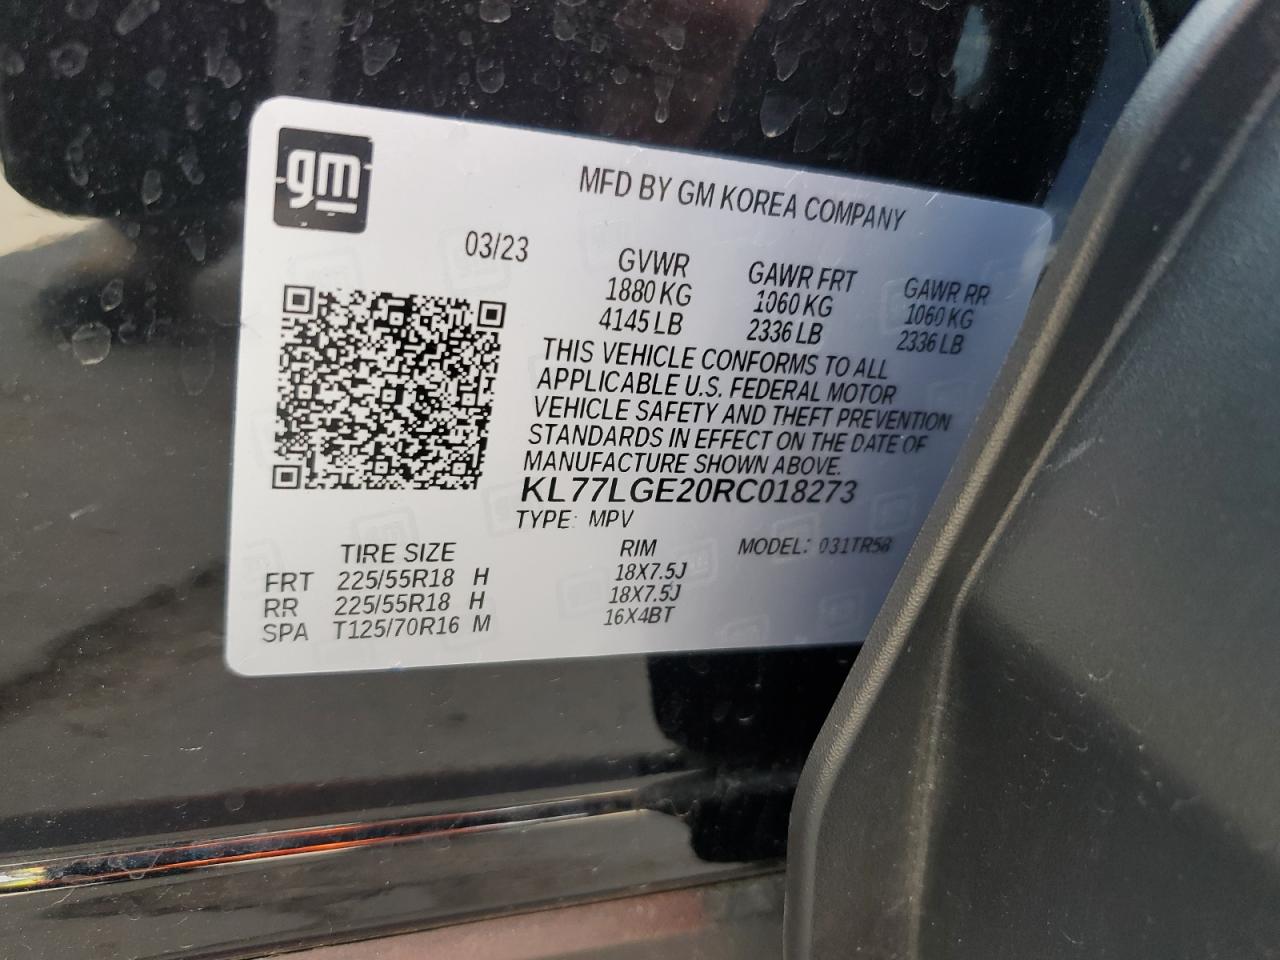 gm
MFD BY GM KOREA COMPANY
03/23
GVWR GAWR FRT GAWR RR
1880 KG 1060 KG 1060 KG
4145 LB 2336 LB 2336 LB
THIS VEHICLE CONFORMS TO ALL
APPLICABLE U.S. FEDERAL MOTOR
VEHICLE SAFETY AND THEFT PREVENTION
STANDARDS IN EFFECT ON THE DATE OF
MANUFACTURE SHOWN ABOVE.
KL77LGE20RC018273
TYPE: MPV
MODEL: 031TR58
TIRE SIZE RIM
FRT 225/55R18 H 18X7.5J
RR 225/55R18 H 18X7.5J
SPA T125/70R16 M 16X4BT